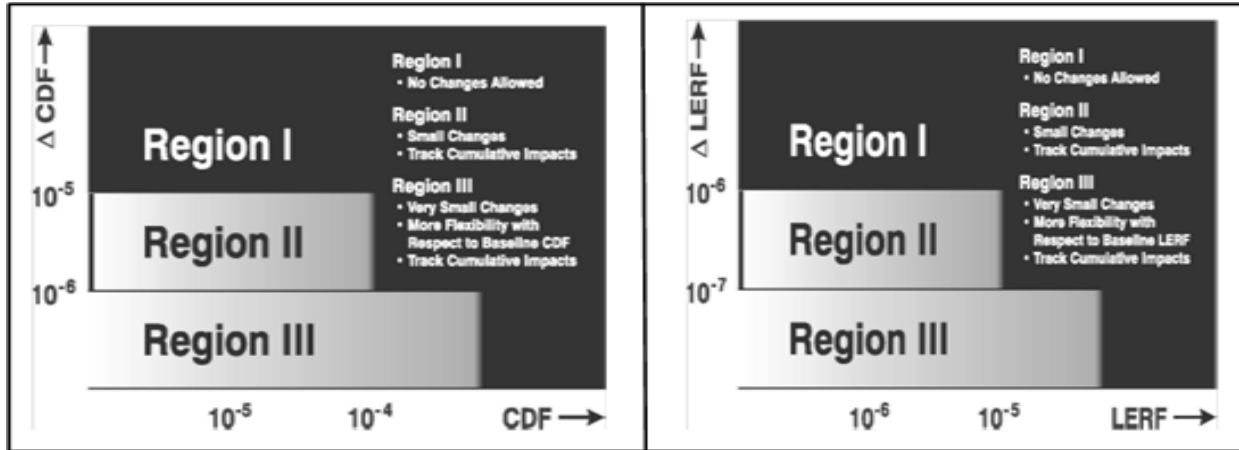 Δ CDF →
Region I
• No Changes Allowed
Region II
• Small Changes
• Track Cumulative Impacts
Region III
• Very Small Changes
• More Flexibility with
Respect to Baseline CDF
• Track Cumulative Impacts
Region I
10⁻⁵
Region II
10⁻⁶
Region III
10⁻⁵
10⁻⁴
CDF →
Δ LERF →
Region I
• No Changes Allowed
Region II
• Small Changes
• Track Cumulative Impacts
Region III
• Very Small Changes
• More Flexibility with
Respect to Baseline LERF
• Track Cumulative Impacts
Region I
10⁻⁶
Region II
10⁻⁷
Region III
10⁻⁶
10⁻⁵
LERF →